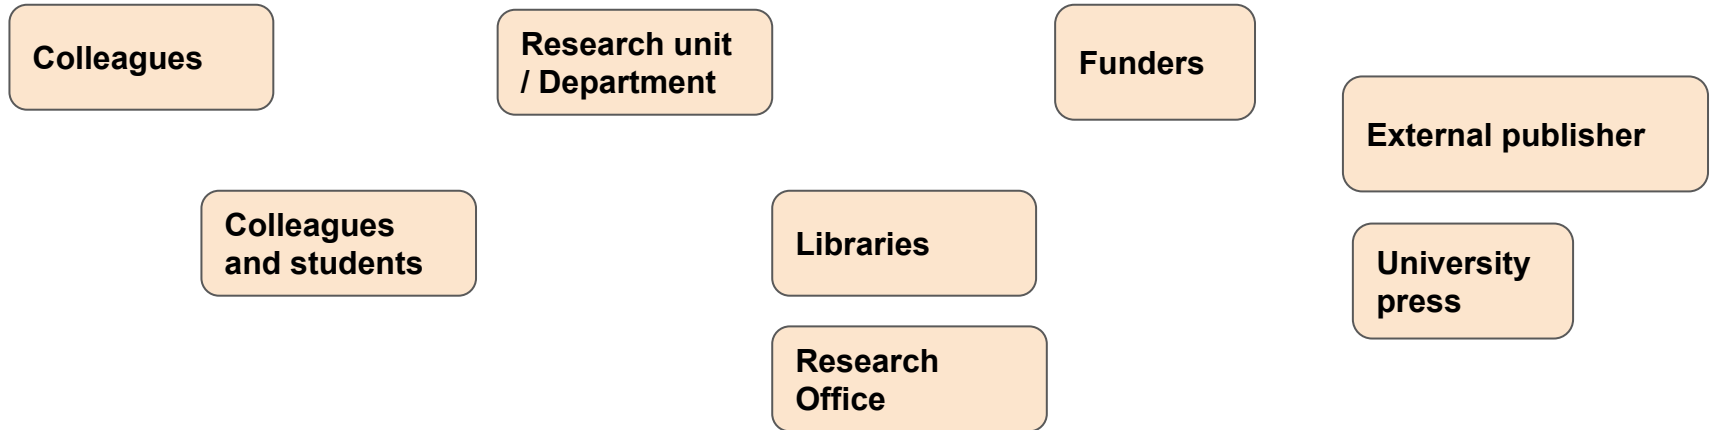 Colleagues
Research unit
/ Department
Funders
External publisher
Colleagues
and students
Libraries
University
press
Research
Office